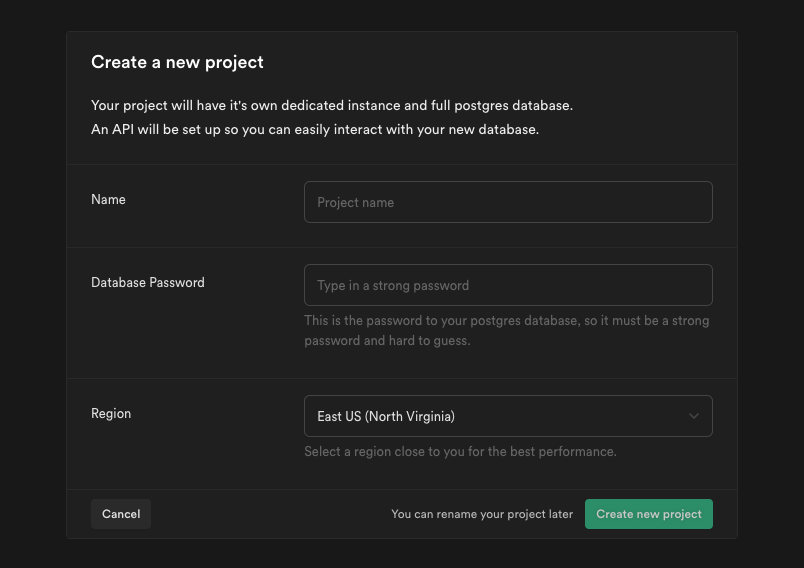 Create a new project
Your project will have it's own dedicated instance and full postgres database.
An API will be set up so you can easily interact with your new database.
Name
Project name
Database Password
Type in a strong password
This is the password to your postgres database, so it must be a strong
password and hard to guess.
Region
East US (North Virginia)
Select a region close to you for the best performance.
Cancel
You can rename your project later
Create new project